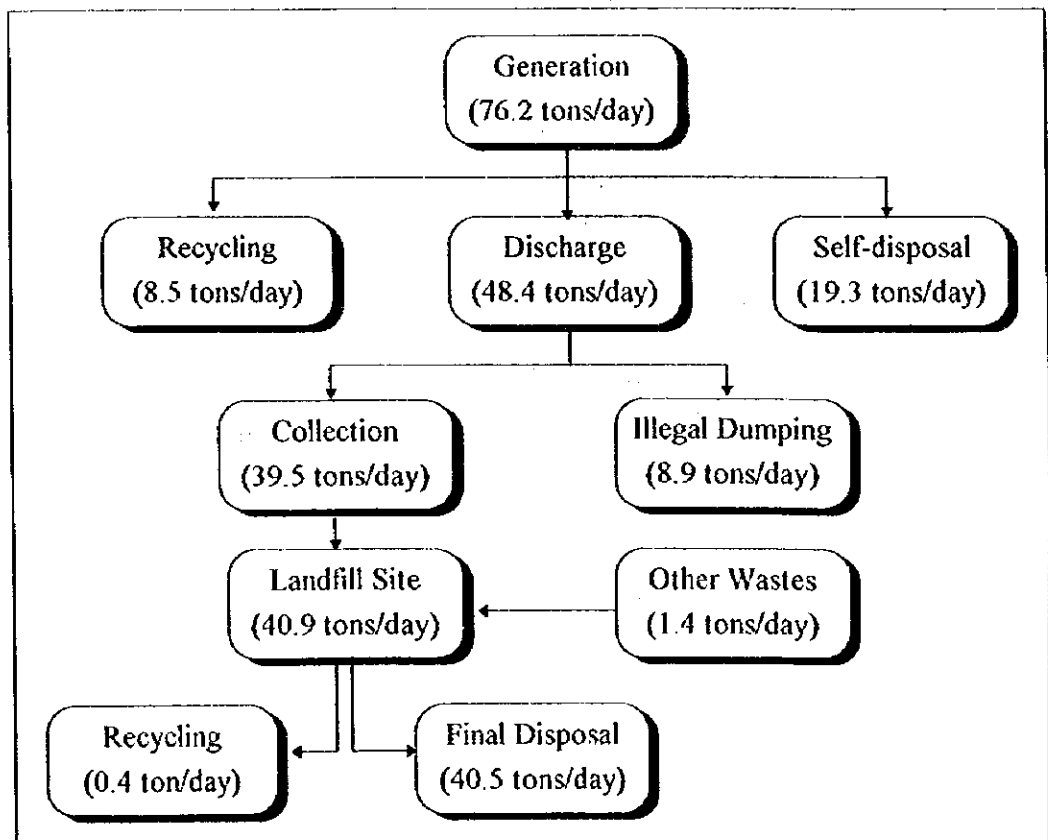 Generation
(76.2 tons/day)
Recycling
(8.5 tons/day)
Discharge
(48.4 tons/day)
Self-disposal
(19.3 tons/day)
Collection
(39.5 tons/day)
Illegal Dumping
(8.9 tons/day)
Landfill Site
(40.9 tons/day)
Other Wastes
(1.4 tons/day)
Recycling
(0.4 ton/day)
Final Disposal
(40.5 tons/day)